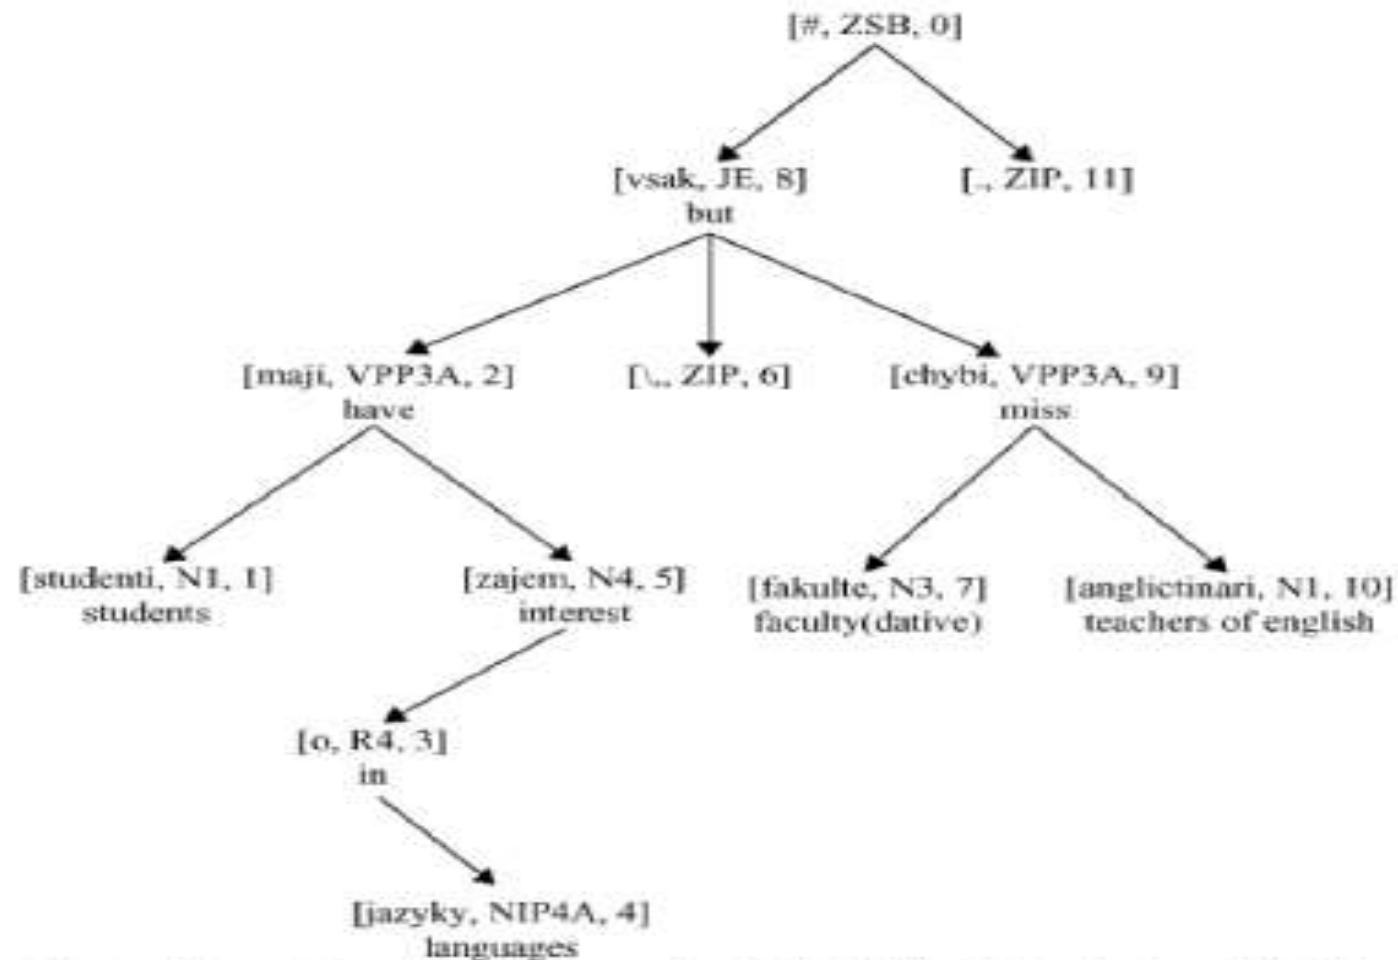 [#, ZSB, 0]
[vsak, JE, 8]
but
[., ZIP, 11]
[maji, VPP3A, 2]
have
[\,, ZIP, 6]
[chybi, VPP3A, 9]
miss
[studenti, N1, 1]
students
[zajem, N4, 5]
interest
[fakulte, N3, 7]
faculty(dative)
[anglictinari, N1, 10]
teachers of english
[o, R4, 3]
in
[jazyky, NIP4A, 4]
languages